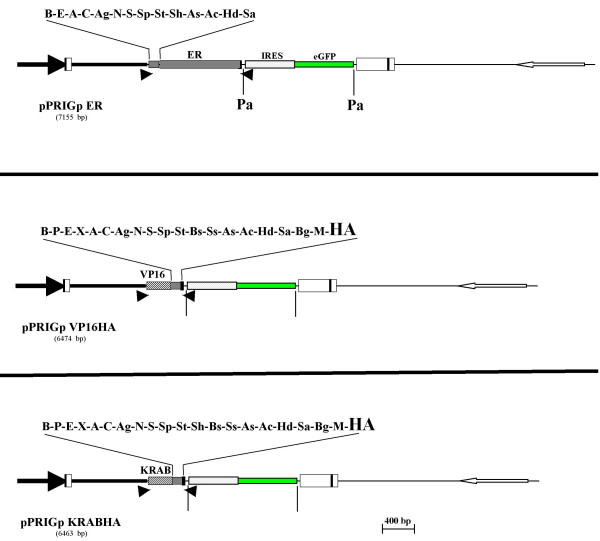 B-E-A-C-Ag-N-S-Sp-St-Sh-As-Ac-Hd-Sa
ER IRES eGFP
Pa Pa
pPRIGp ER
(7155 bp)
B-P-E-X-A-C-Ag-N-S-Sp-St-Bs-Ss-As-Ac-Hd-Sa-Bg-M-HA
VP16
pPRIGp VP16HA
(6474 bp)
B-P-E-X-A-C-Ag-N-S-Sp-St-Sh-Bs-Ss-As-Ac-Hd-Sa-Bg-M-HA
KRAB
pPRIGp KRABHA
(6463 bp)
400 bp